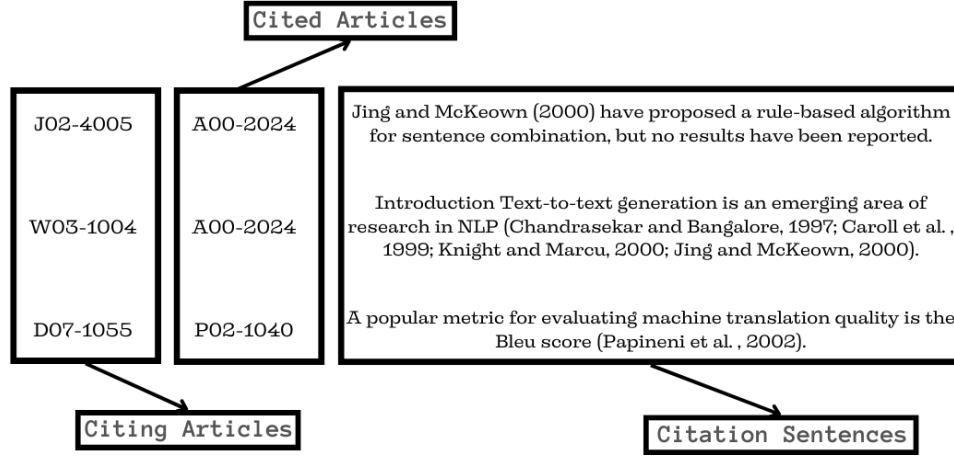 Cited Articles
J02-4005
A00-2024
Jing and McKeown (2000) have proposed a rule-based algorithm
for sentence combination, but no results have been reported.
W03-1004
A00-2024
Introduction Text-to-text generation is an emerging area of
research in NLP (Chandrasekar and Bangalore, 1997; Caroll et al. ,
1999; Knight and Marcu, 2000; Jing and McKeown, 2000).
D07-1055
P02-1040
A popular metric for evaluating machine translation quality is the
Bleu score (Papineni et al. , 2002).
Citing Articles
Citation Sentences